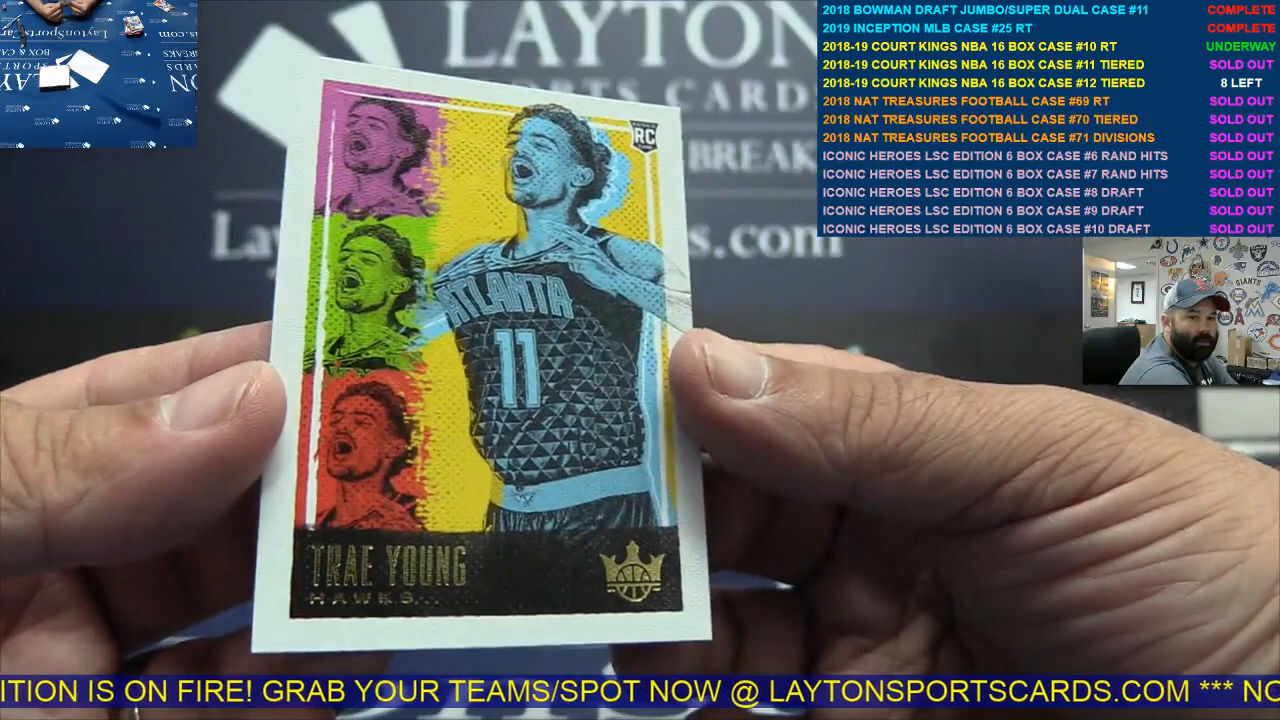 2018 BOWMAN DRAFT JUMBO/SUPER DUAL CASE #11 COMPLETE
2019 INCEPTION MLB CASE #25 RT COMPLETE
2018-19 COURT KINGS NBA 16 BOX CASE #10 RT UNDERWAY
2018-19 COURT KINGS NBA 16 BOX CASE #11 TIERED SOLD OUT
2018-19 COURT KINGS NBA 16 BOX CASE #12 TIERED 8 LEFT
2018 NAT TREASURES FOOTBALL CASE #69 RT SOLD OUT
2018 NAT TREASURES FOOTBALL CASE #70 TIERED SOLD OUT
2018 NAT TREASURES FOOTBALL CASE #71 DIVISIONS SOLD OUT
ICONIC HEROES LSC EDITION 6 BOX CASE #6 RAND HITS SOLD OUT
ICONIC HEROES LSC EDITION 6 BOX CASE #7 RAND HITS SOLD OUT
ICONIC HEROES LSC EDITION 6 BOX CASE #8 DRAFT SOLD OUT
ICONIC HEROES LSC EDITION 6 BOX CASE #9 DRAFT SOLD OUT
ICONIC HEROES LSC EDITION 6 BOX CASE #10 DRAFT SOLD OUT
LAYTON
RTS CARD
BREAK
La
s.com
RC
ATLANTA
11
TRAE YOUNG
HAWKS
GIANTS
ITION IS ON FIRE! GRAB YOUR TEAMS/SPOT NOW @ LAYTONSPORTSCARDS.COM *** NO